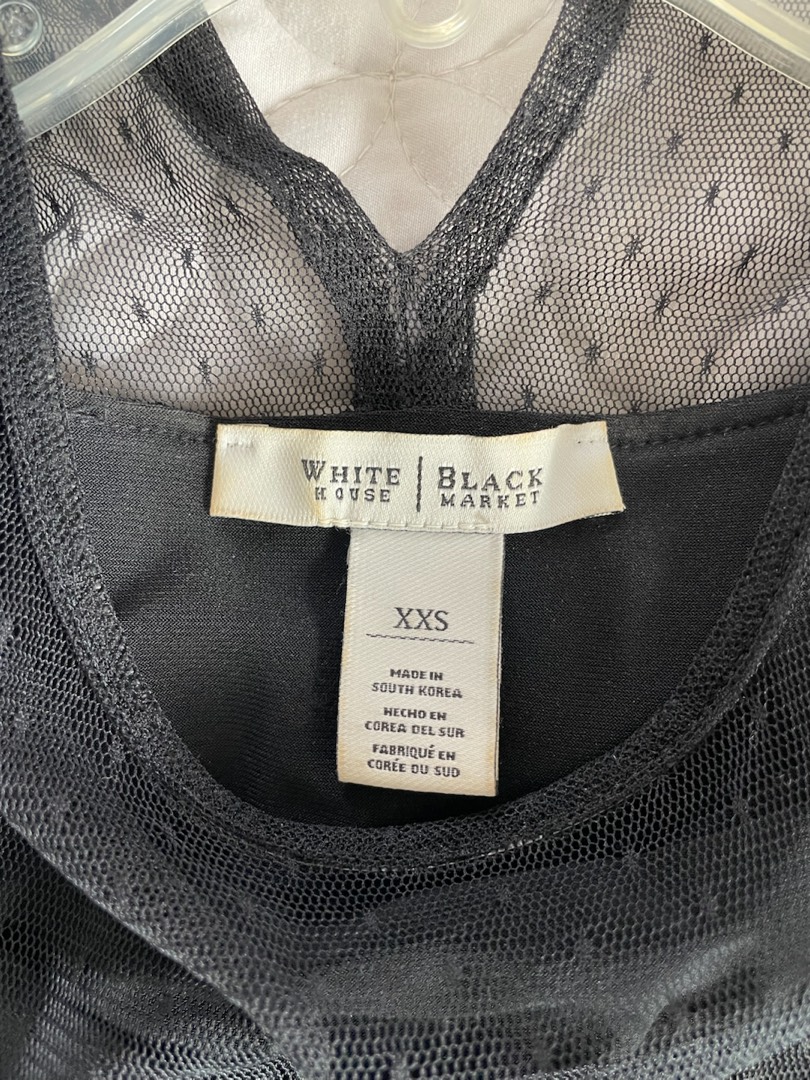 WHITE | BLACK
HOUSE | MARKET
XXS
MADE IN
SOUTH KOREA
HECHO EN
COREA DEL SUR
FABRIQUÉ EN
CORÉE DU SUD